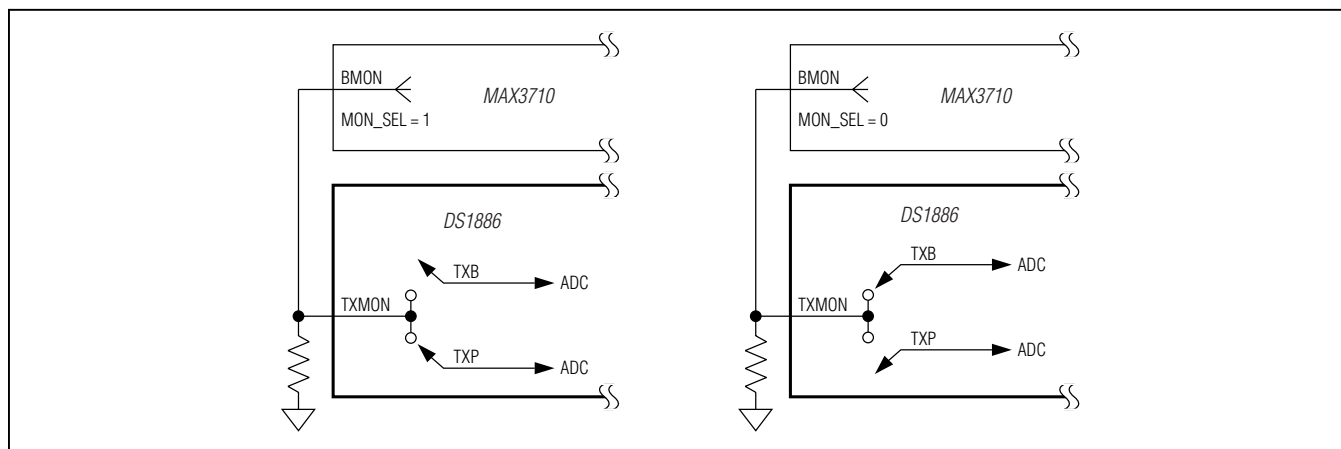 BMON
MAX3710
MON_SEL = 1
DS1886
TXB
ADC
TXMON
TXP
ADC
BMON
MAX3710
MON_SEL = 0
DS1886
TXB
ADC
TXMON
TXP
ADC